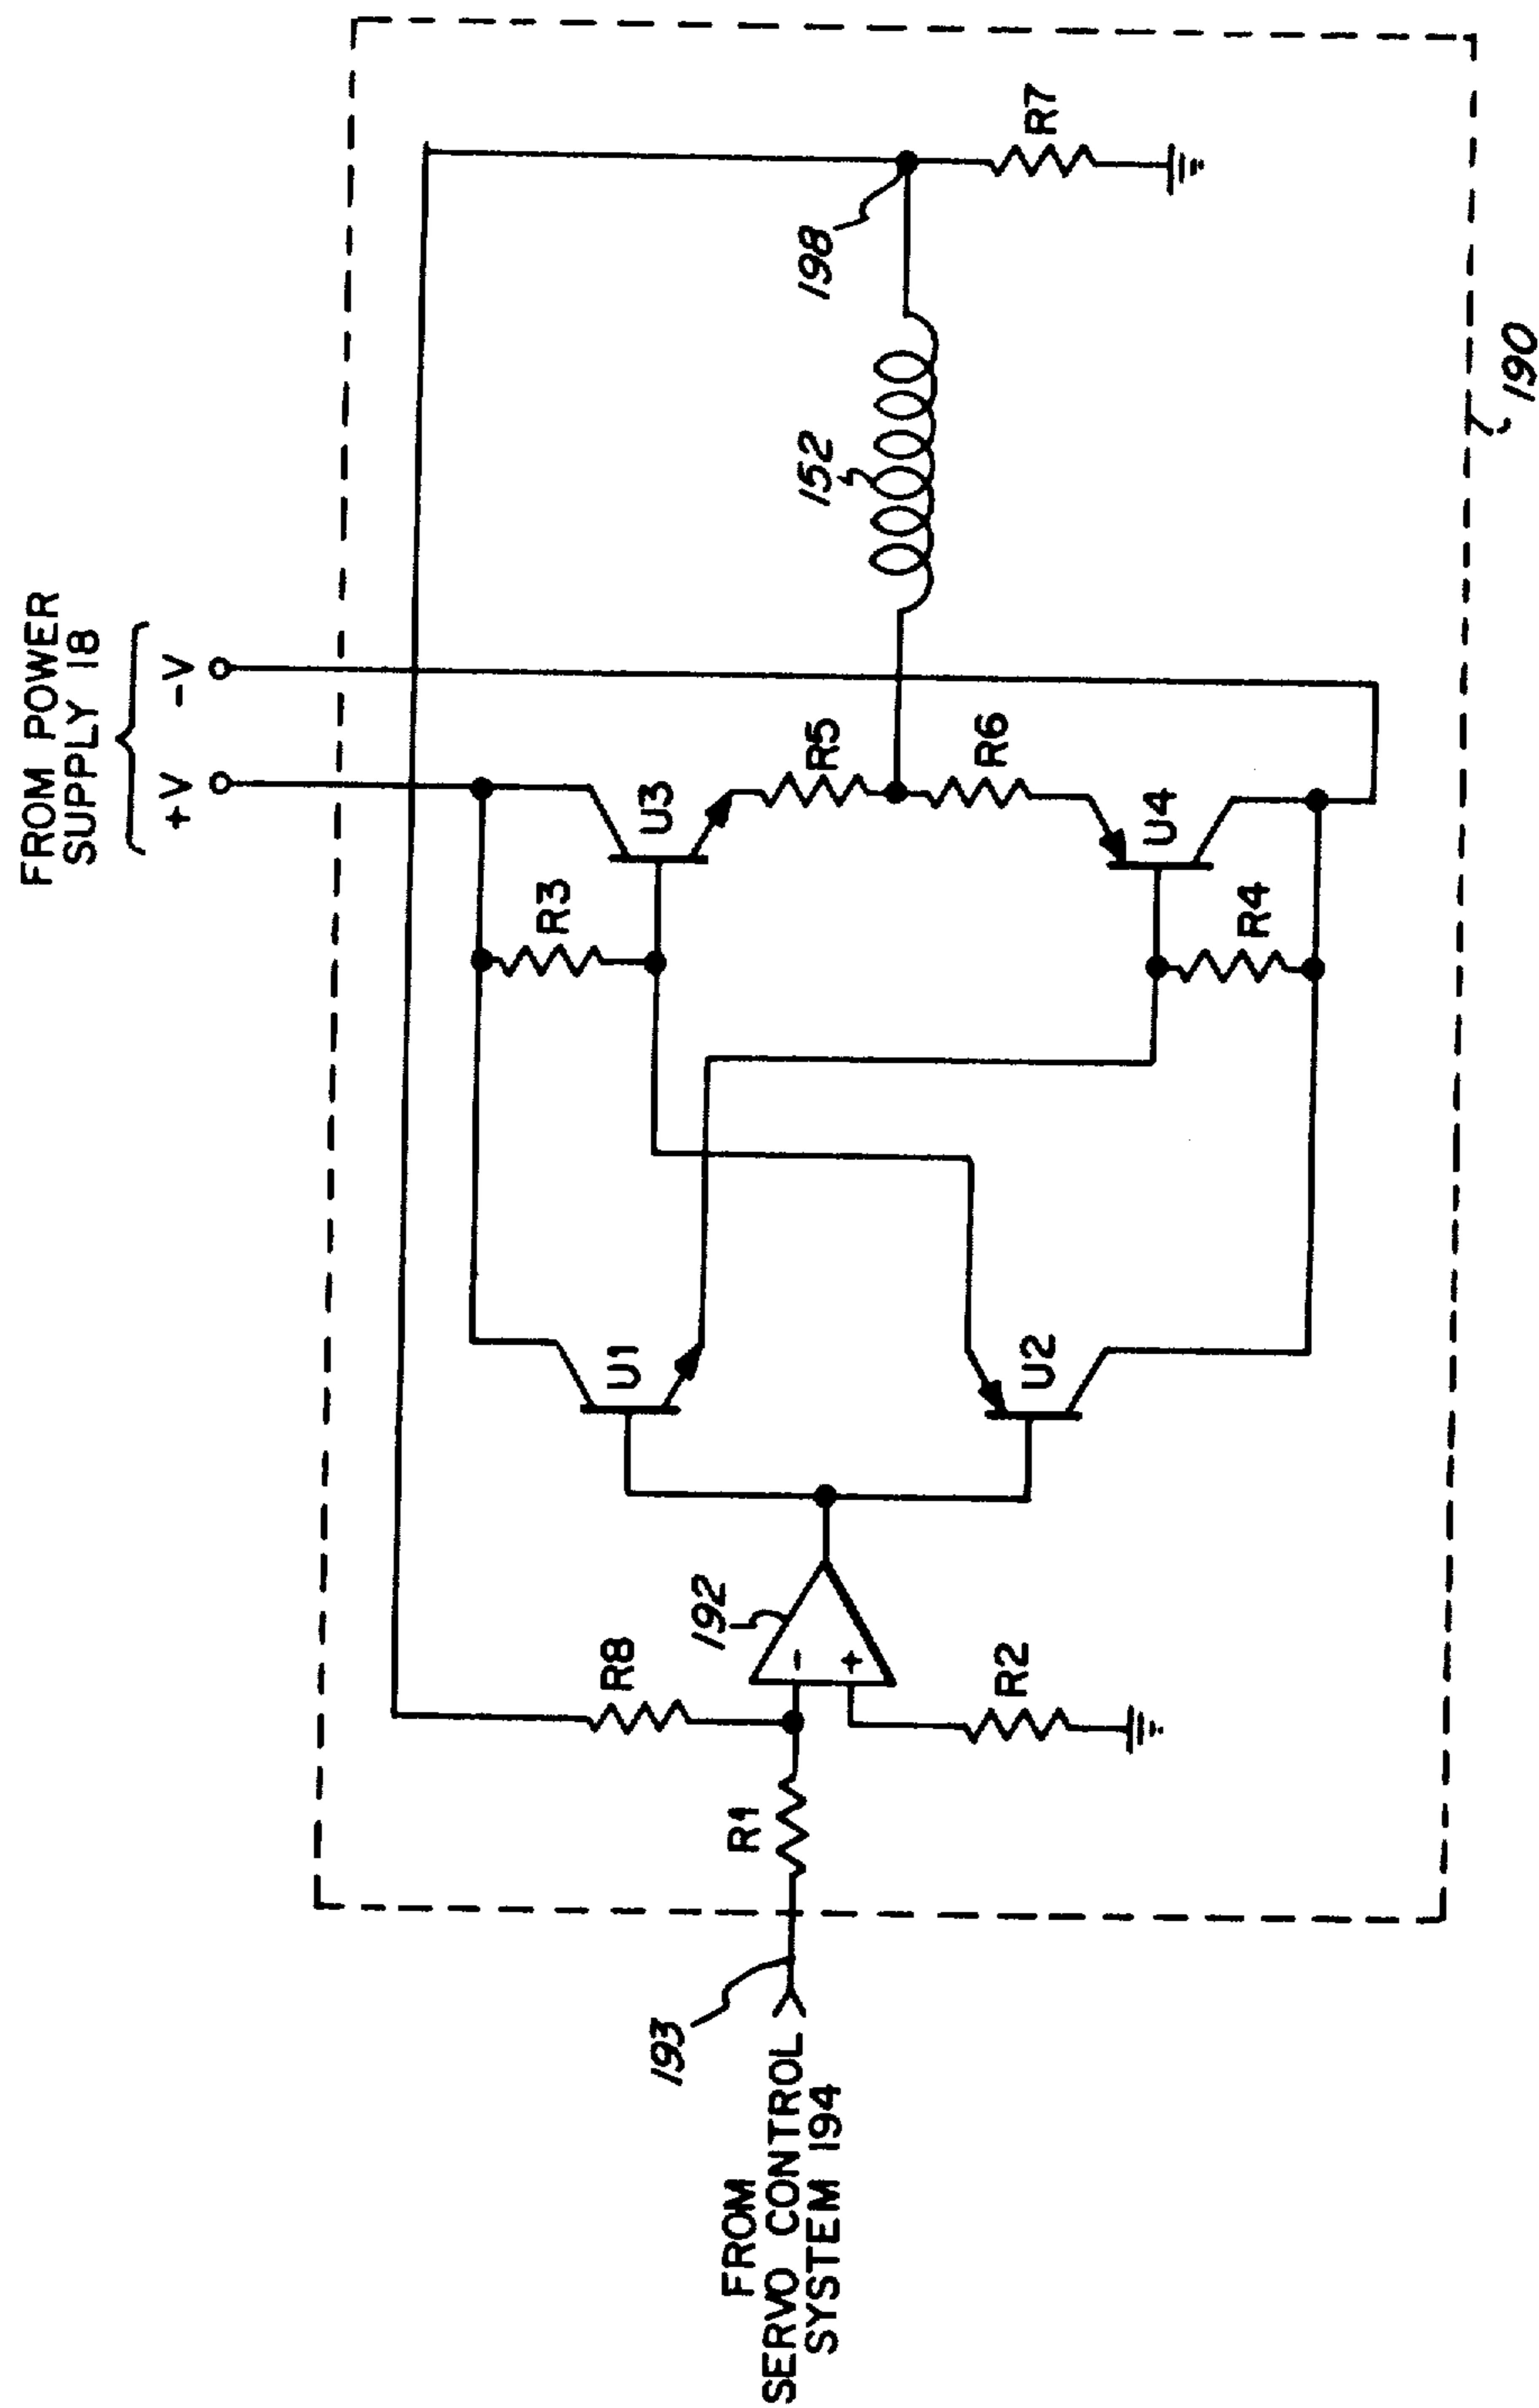 FROM POWER
SUPPLY 18
+V -V
R3
U3
R5
R6
U4
R4
U1
U2
152
198
R7
R8
192
-
+
R1
R2
193
FROM
SERVO CONTROL
SYSTEM 194
190